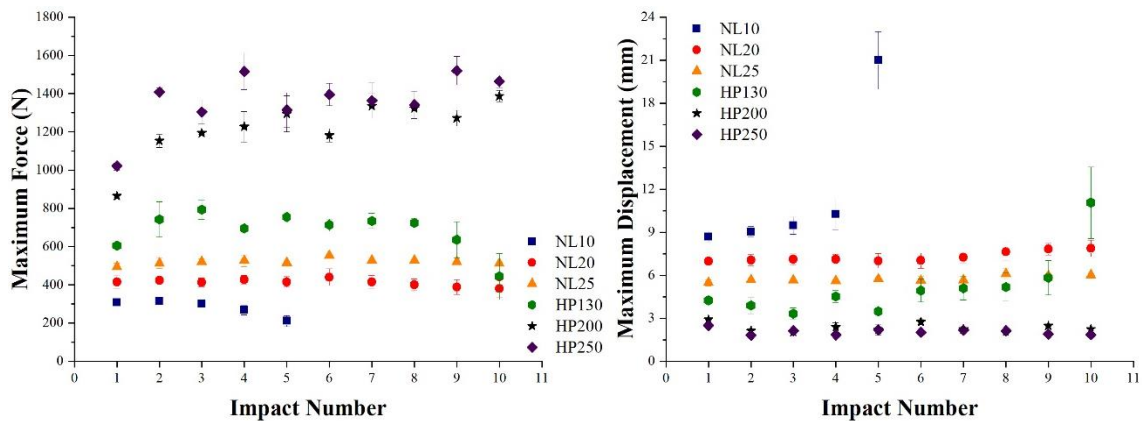 Maximum Force (N)
1800
1600
1400
1200
1000
800
600
400
200
0
0 1 2 3 4 5 6 7 8 9 10 11
Impact Number
NL10
NL20
NL25
HP130
HP200
HP250
Maximum Displacement (mm)
24
21
18
15
12
9
6
3
0
0 1 2 3 4 5 6 7 8 9 10 11
Impact Number
NL10
NL20
NL25
HP130
HP200
HP250